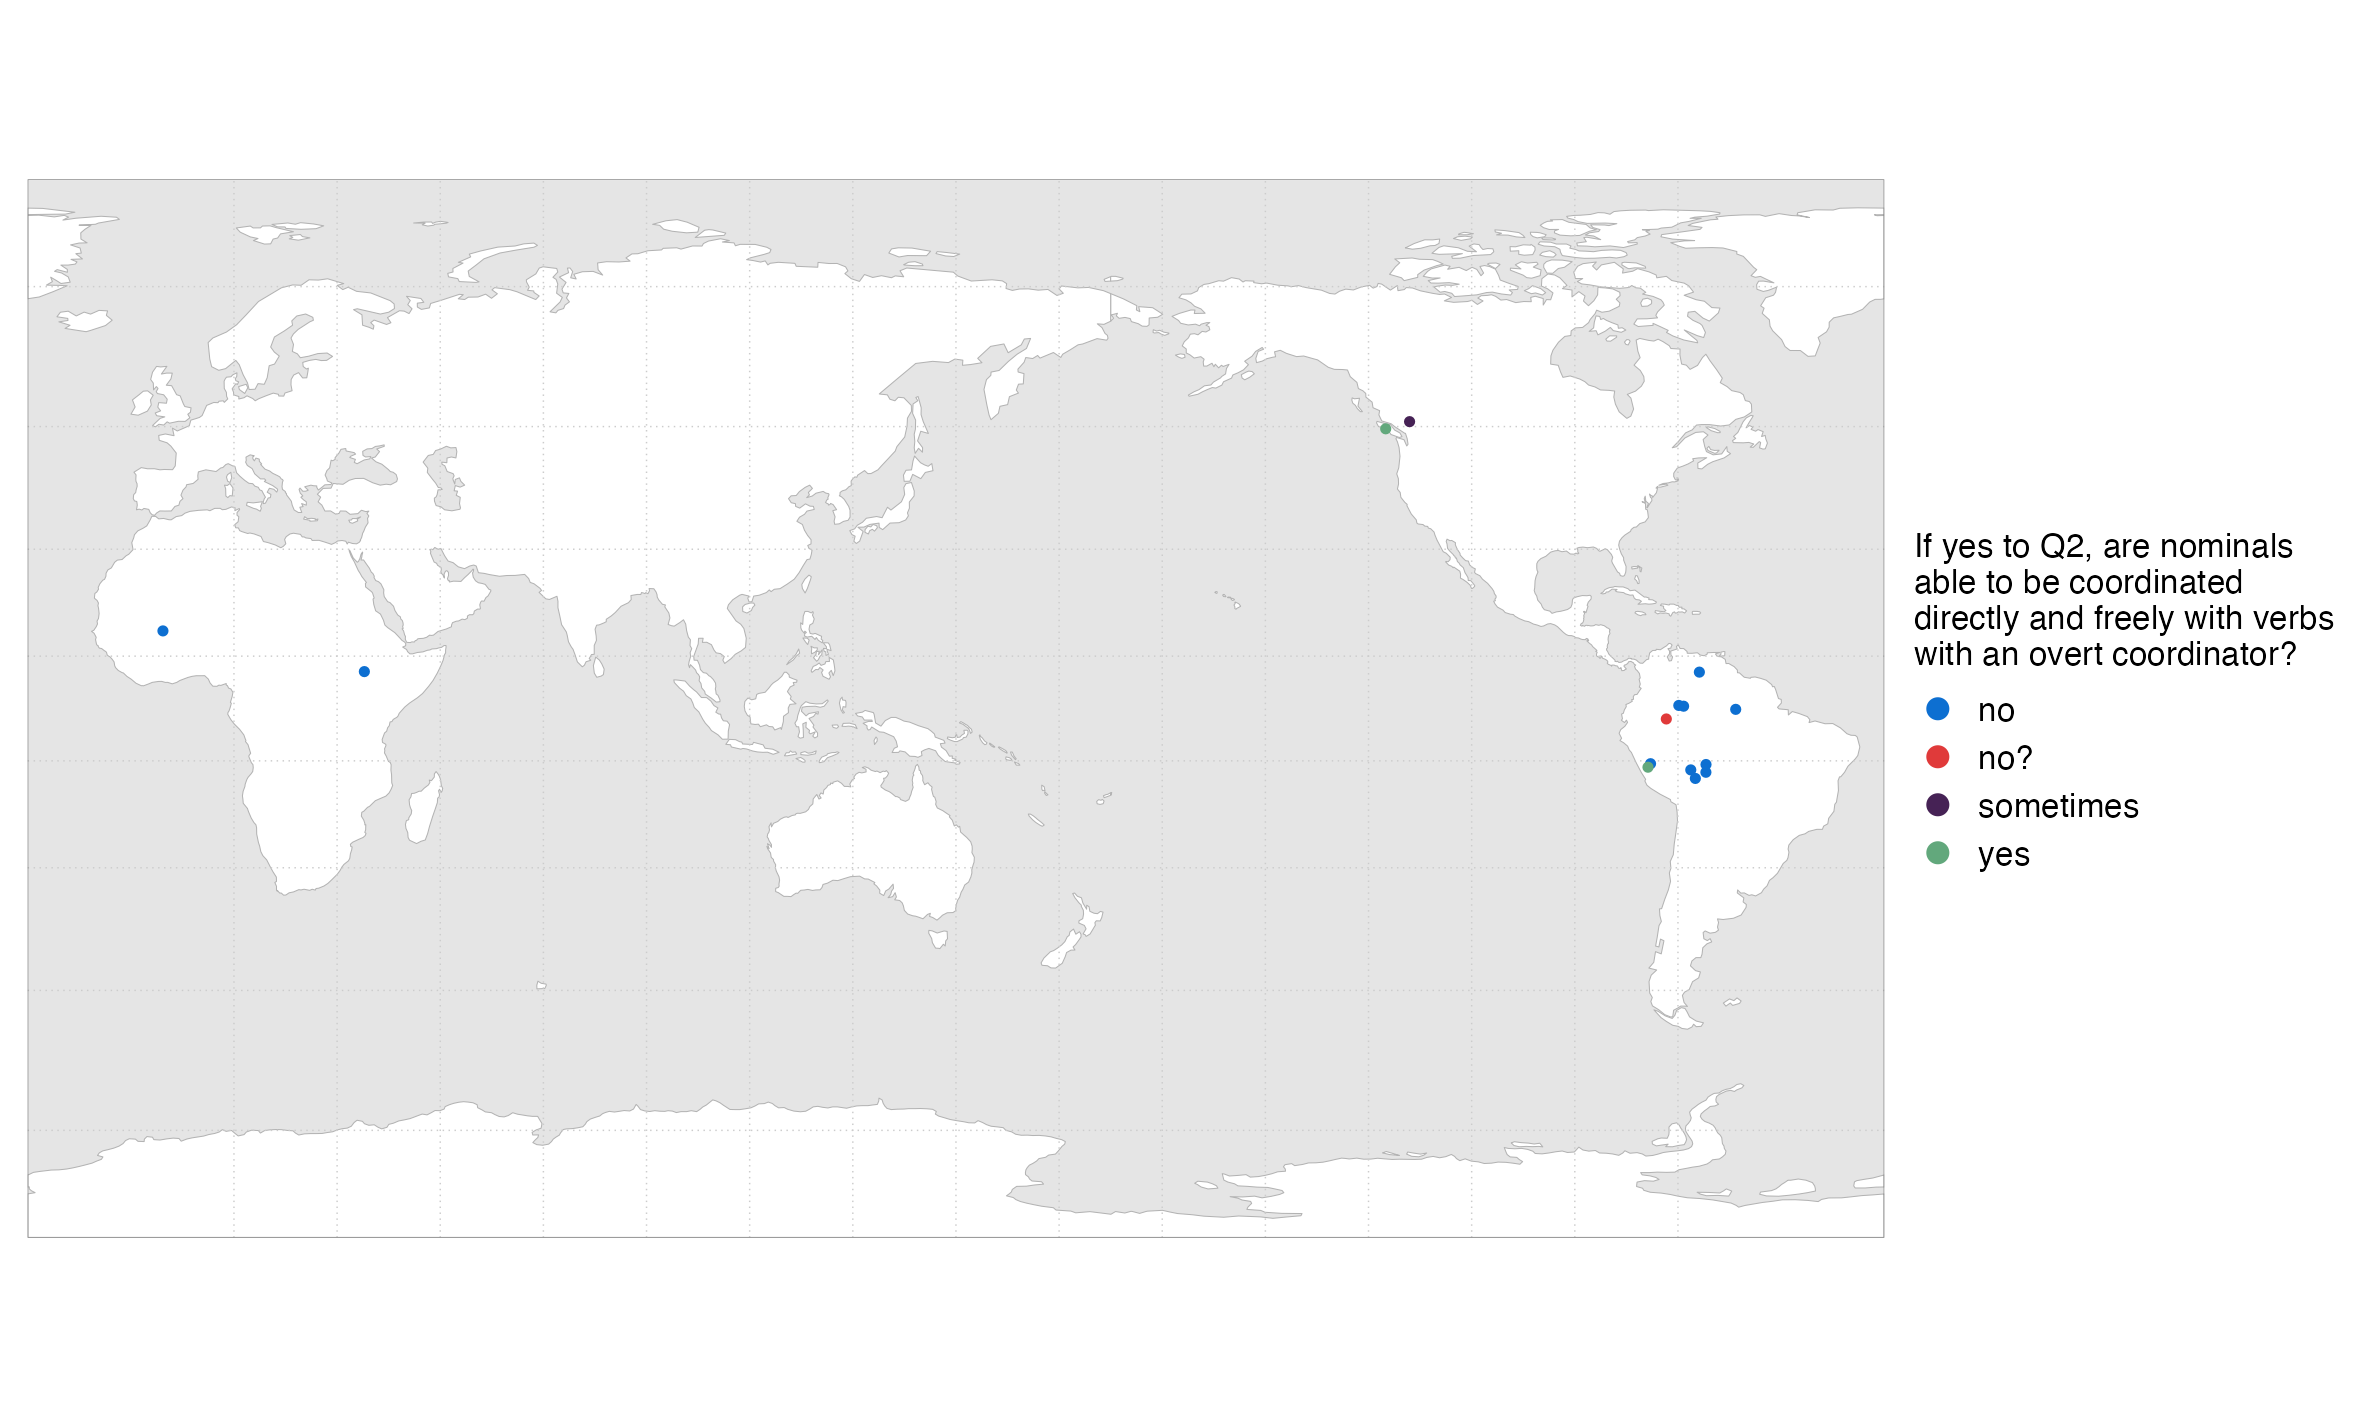 If yes to Q2, are nominals
able to be coordinated
directly and freely with verbs
with an overt coordinator?
no
no?
sometimes
yes